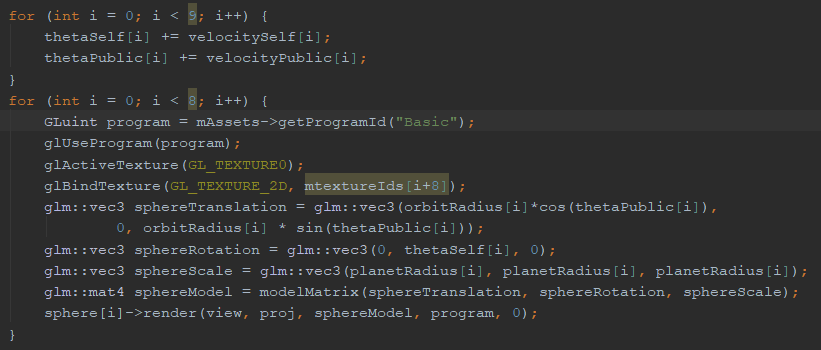 for (int i = 0; i < 9; i++) {
    thetaSelf[i] += velocitySelf[i];
    thetaPublic[i] += velocityPublic[i];
}
for (int i = 0; i < 8; i++) {
    GLuint program = mAssets->getProgramId("Basic");
    glUseProgram(program);
    glActiveTexture(GL_TEXTURE0);
    glBindTexture(GL_TEXTURE_2D, mtextureIds[i+8]);
    glm::vec3 sphereTranslation = glm::vec3(orbitRadius[i]*cos(thetaPublic[i]),
            0, orbitRadius[i] * sin(thetaPublic[i]));
    glm::vec3 sphereRotation = glm::vec3(0, thetaSelf[i], 0);
    glm::vec3 sphereScale = glm::vec3(planetRadius[i], planetRadius[i], planetRadius[i]);
    glm::mat4 sphereModel = modelMatrix(sphereTranslation, sphereRotation, sphereScale);
    sphere[i]->render(view, proj, sphereModel, program, 0);
}